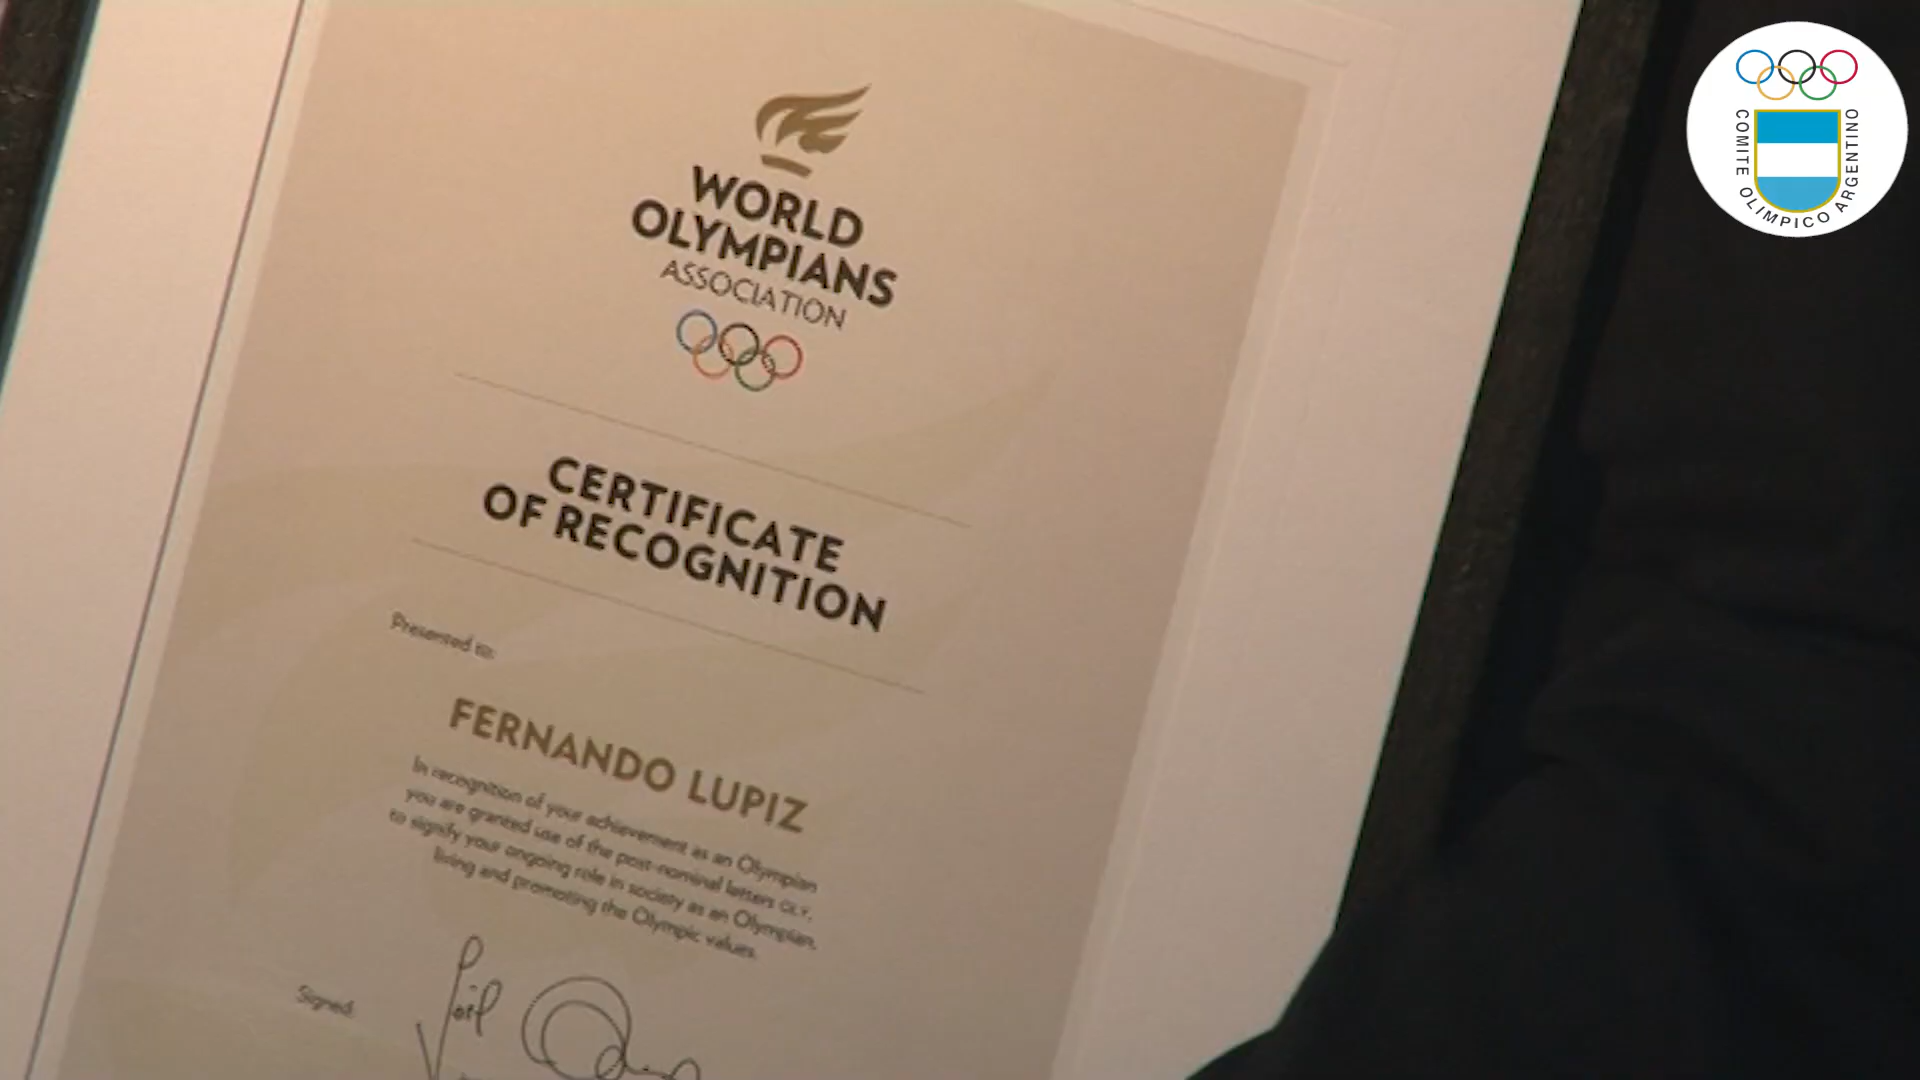 WORLD
OLYMPIANS
ASSOCIATION
CERTIFICATE
OF RECOGNITION
Presented to:
FERNANDO LUPIZ
In recognition of your achievement as an Olympian
you are granted use of the post-nominal letters OLY,
to signify your ongoing role in society as an Olympian,
living and promoting the Olympic values.
Signed:
COMITE OLIMPICO ARGENTINO